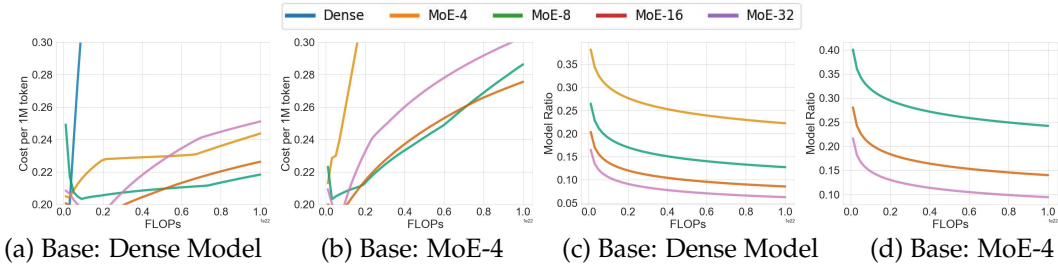 Dense MoE-4 MoE-8 MoE-16 MoE-32
Cost per 1M token
0.30
0.28
0.26
0.24
0.22
0.20
0.0 0.2 0.4 0.6 0.8 1.0
1e22
FLOPs
(a) Base: Dense Model
Cost per 1M token
0.30
0.28
0.26
0.24
0.22
0.20
0.0 0.2 0.4 0.6 0.8 1.0
1e22
FLOPs
(b) Base: MoE-4
Model Ratio
0.40
0.35
0.30
0.25
0.20
0.15
0.10
0.05
0.0 0.2 0.4 0.6 0.8 1.0
1e22
FLOPs
(c) Base: Dense Model
Model Ratio
0.40
0.35
0.30
0.25
0.20
0.15
0.10
0.0 0.2 0.4 0.6 0.8 1.0
1e22
FLOPs
(d) Base: MoE-4